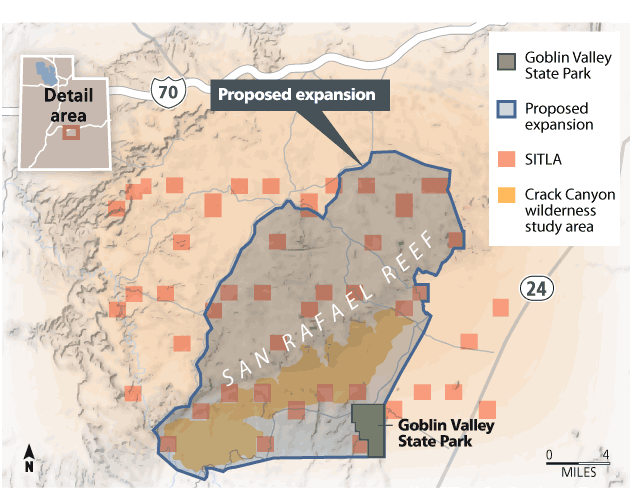 Detail
area
70
Proposed expansion
Goblin Valley
State Park
Proposed
expansion
SITLA
Crack Canyon
wilderness
study area
24
SAN RAFAEL REEF
Goblin Valley
State Park
N
0 4
MILES